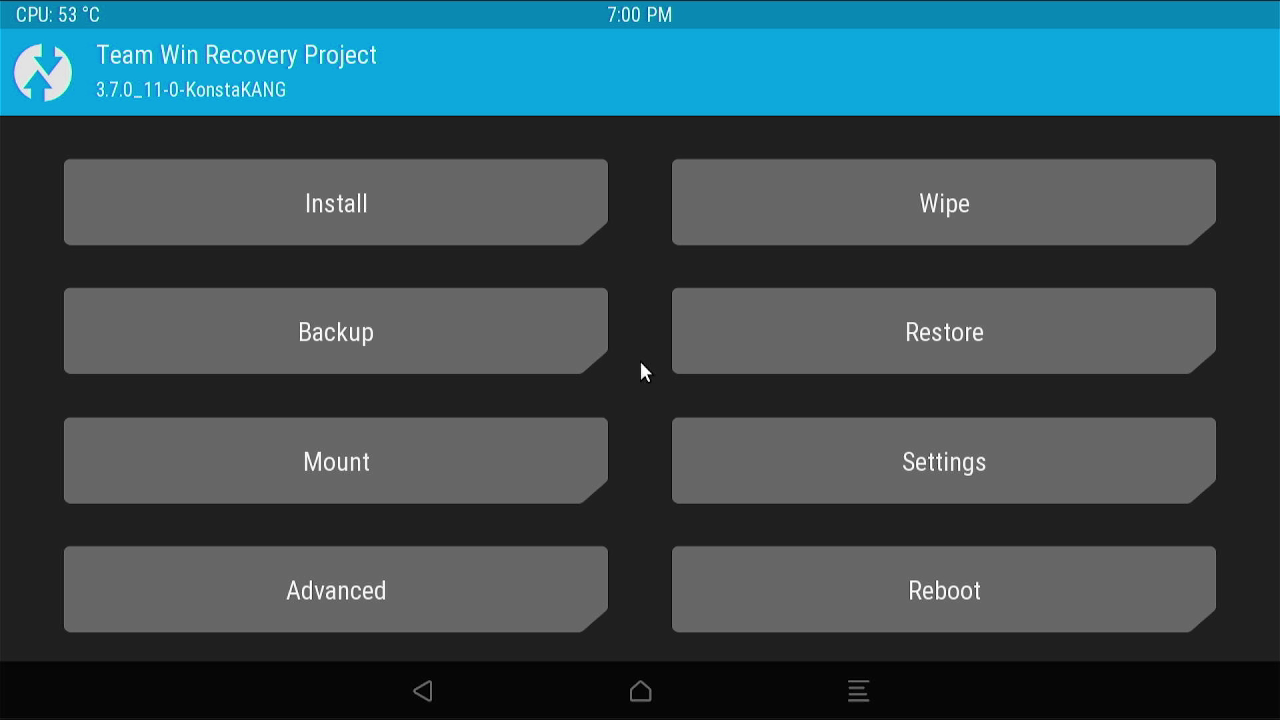 CPU: 53 °C
7:00 PM
Team Win Recovery Project
3.7.0_11-0-KonstaKANG
Install
Wipe
Backup
Restore
Mount
Settings
Advanced
Reboot